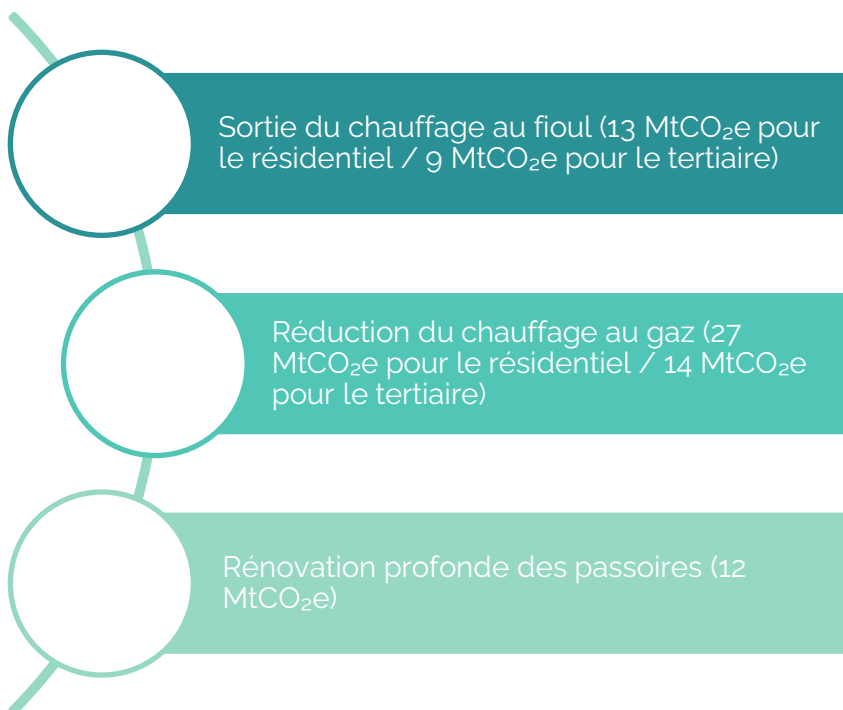 Sortie du chauffage au fioul (13 MtCO₂e pour
le résidentiel / 9 MtCO₂e pour le tertiaire)
Réduction du chauffage au gaz (27
MtCO₂e pour le résidentiel / 14 MtCO₂e
pour le tertiaire)
Rénovation profonde des passoires (12
MtCO₂e)